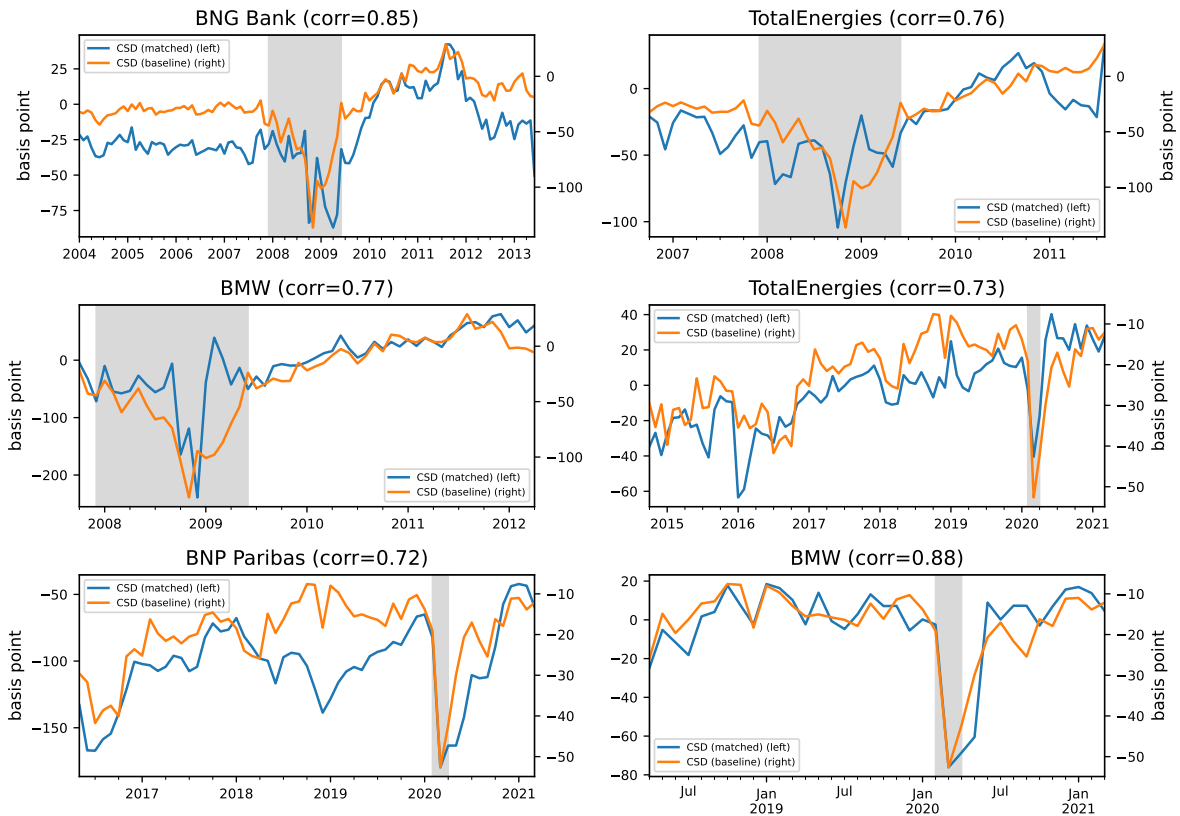 BNG Bank (corr=0.85)
CSD (matched) (left)
CSD (baseline) (right)
basis point
25
0
−25
−50
−75
0
−50
−100
2004 2005 2006 2007 2008 2009 2010 2011 2012 2013
TotalEnergies (corr=0.76)
CSD (matched) (left)
CSD (baseline) (right)
basis point
0
−50
−100
0
−50
−100
basis point
2007 2008 2009 2010 2011
BMW (corr=0.77)
CSD (matched) (left)
CSD (baseline) (right)
basis point
0
−100
−200
0
−50
−100
2008 2009 2010 2011 2012
TotalEnergies (corr=0.73)
CSD (matched) (left)
CSD (baseline) (right)
40
20
0
−20
−40
−60
−10
−20
−30
−40
−50
basis point
2015 2016 2017 2018 2019 2020 2021
BNP Paribas (corr=0.72)
CSD (matched) (left)
CSD (baseline) (right)
basis point
−50
−100
−150
−10
−20
−30
−40
−50
2017 2018 2019 2020 2021
BMW (corr=0.88)
CSD (matched) (left)
CSD (baseline) (right)
20
0
−20
−40
−60
−80
−10
−20
−30
−40
−50
basis point
Jul Jan Jul Jan Jul Jan
2019 2020 2021